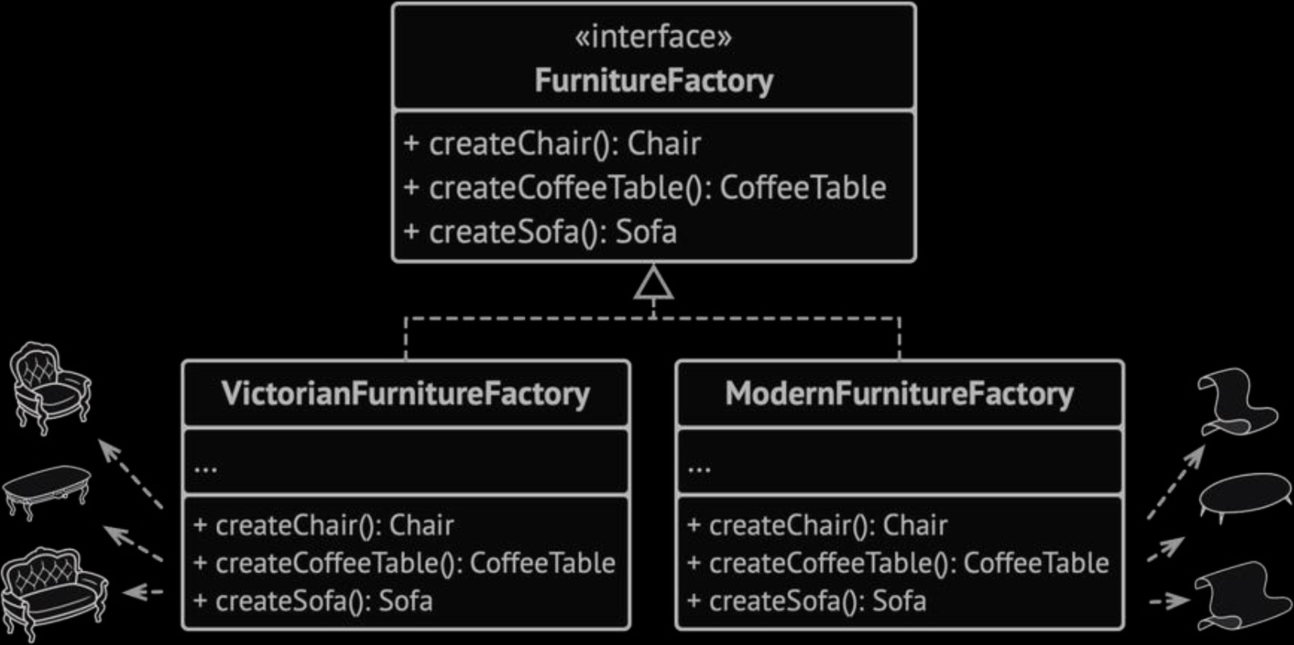 «interface»
FurnitureFactory
+ createChair(): Chair
+ createCoffeeTable(): CoffeeTable
+ createSofa(): Sofa
VictorianFurnitureFactory
...
+ createChair(): Chair
+ createCoffeeTable(): CoffeeTable
+ createSofa(): Sofa
ModernFurnitureFactory
...
+ createChair(): Chair
+ createCoffeeTable(): CoffeeTable
+ createSofa(): Sofa